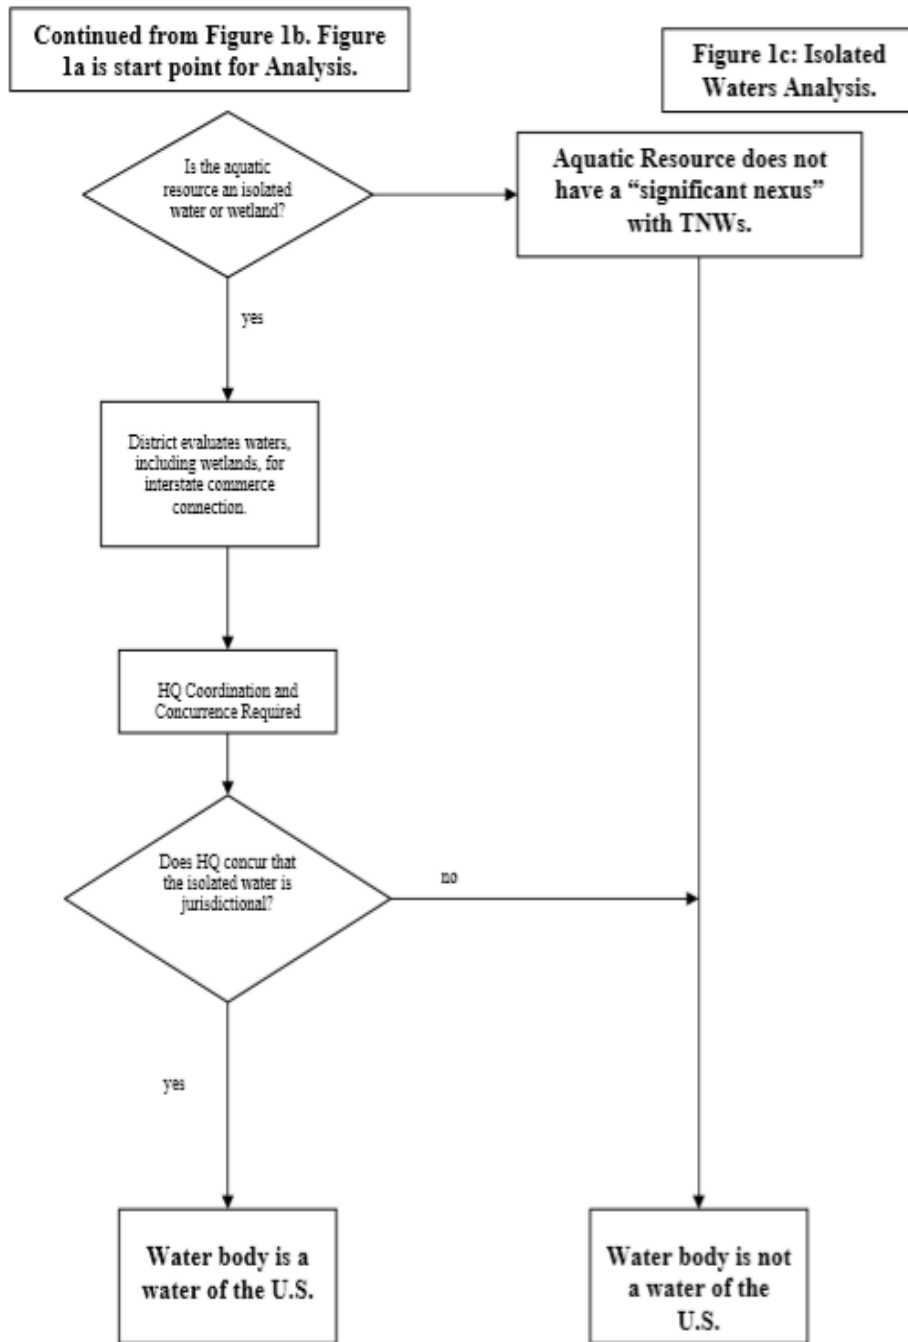 Continued from Figure 1b. Figure
1a is start point for Analysis.
Figure 1c: Isolated
Waters Analysis.
Is the aquatic
resource an isolated
water or wetland?
Aquatic Resource does not
have a “significant nexus”
with TNWs.
yes
District evaluates waters,
including wetlands, for
interstate commerce
connection.
HQ Coordination and
Concurrence Required
Does HQ concur that
the isolated water is
jurisdictional?
no
yes
Water body is a
water of the U.S.
Water body is not
a water of the
U.S.